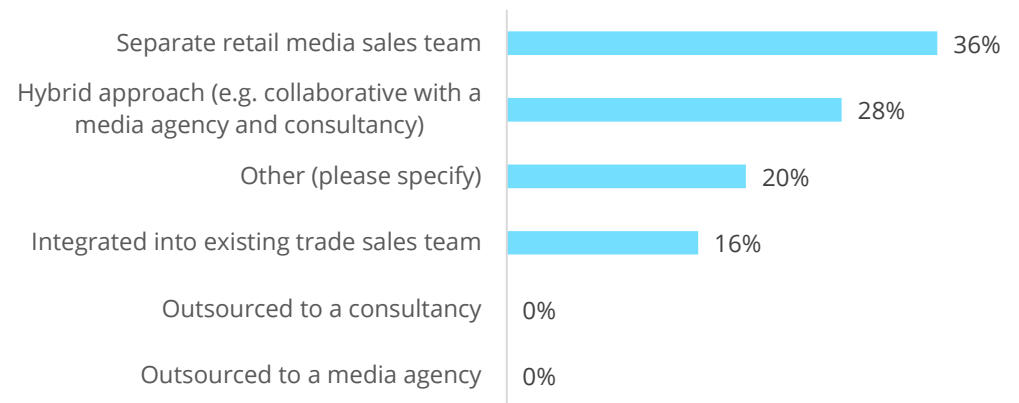 Separate retail media sales team 36%
Hybrid approach (e.g. collaborative with a
media agency and consultancy) 28%
Other (please specify) 20%
Integrated into existing trade sales team 16%
Outsourced to a consultancy 0%
Outsourced to a media agency 0%